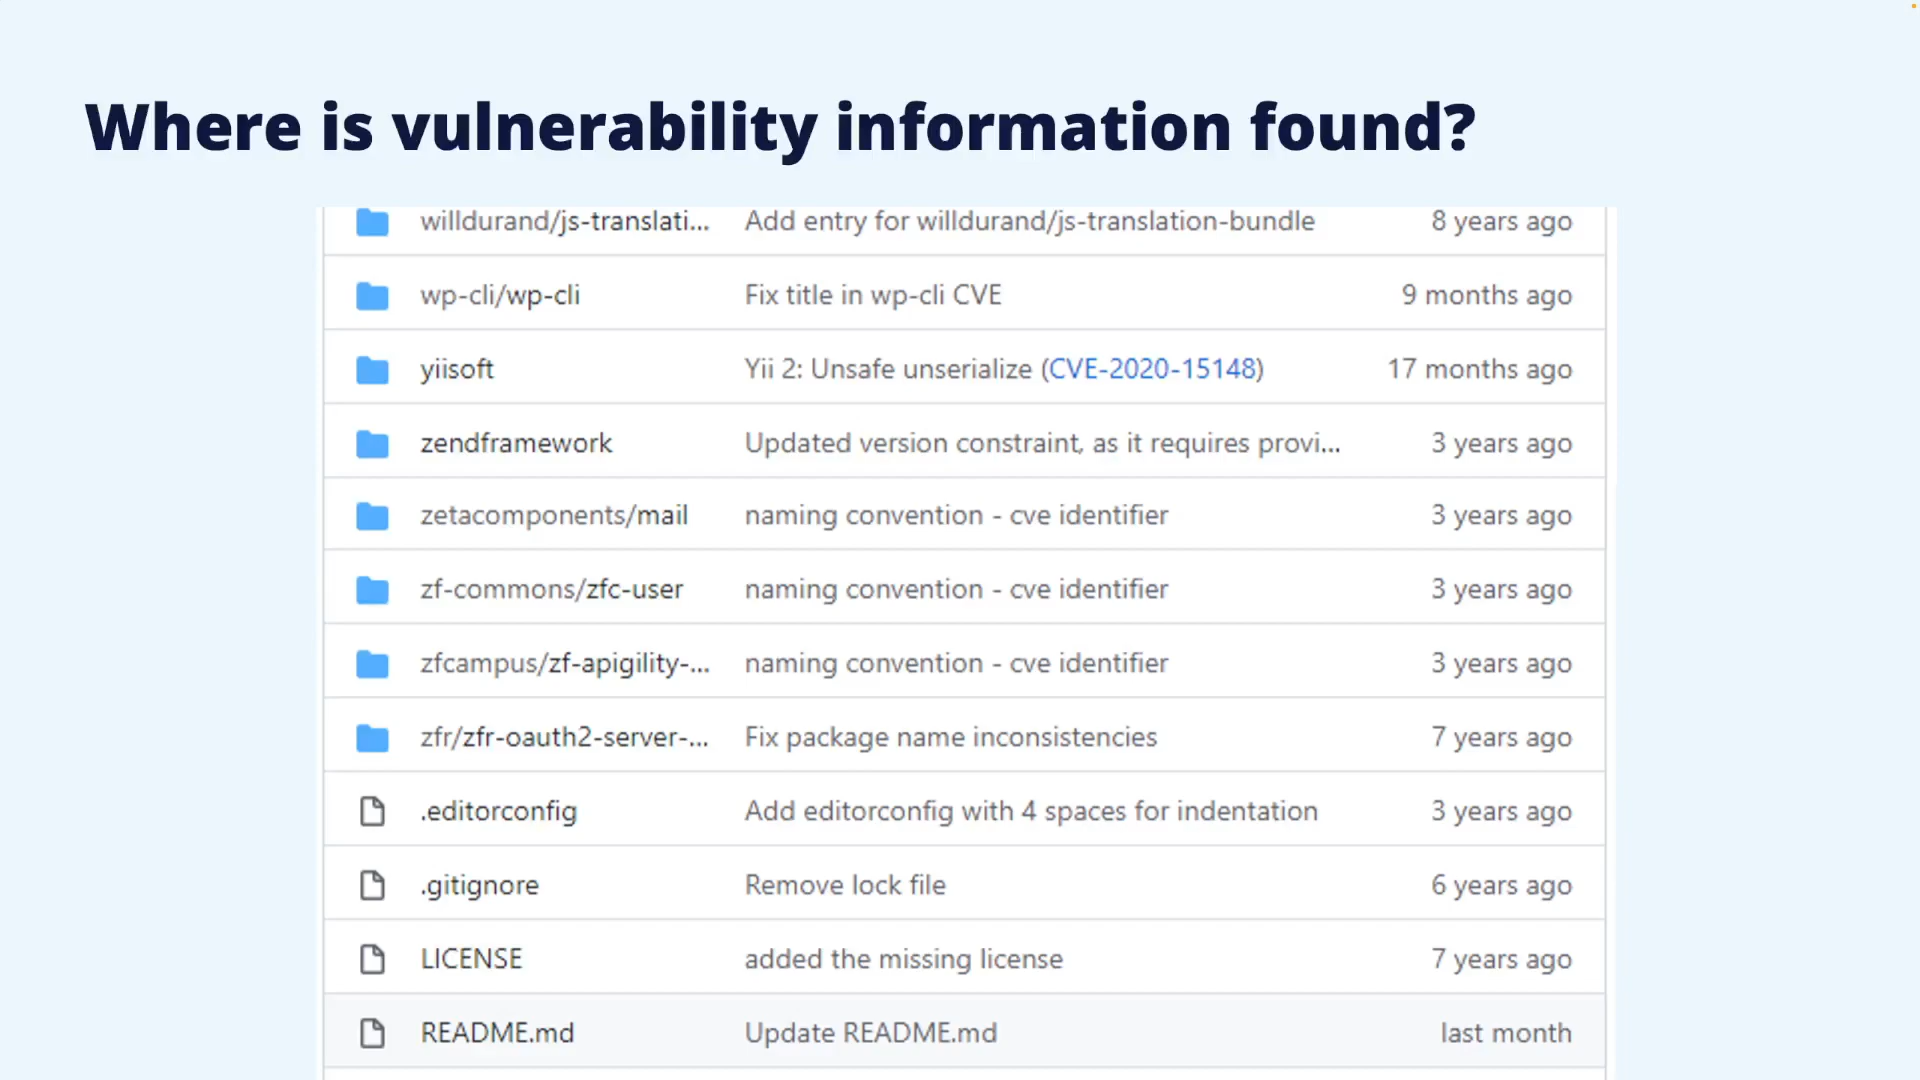 Where is vulnerability information found?
willdurand/js-translati... Add entry for willdurand/js-translation-bundle 8 years ago
wp-cli/wp-cli Fix title in wp-cli CVE 9 months ago
yiisoft Yii 2: Unsafe unserialize (CVE-2020-15148) 17 months ago
zendframework Updated version constraint, as it requires provi... 3 years ago
zetacomponents/mail naming convention - cve identifier 3 years ago
zf-commons/zfc-user naming convention - cve identifier 3 years ago
zfcampus/zf-apigility-... naming convention - cve identifier 3 years ago
zfr/zfr-oauth2-server-... Fix package name inconsistencies 7 years ago
.editorconfig Add editorconfig with 4 spaces for indentation 3 years ago
.gitignore Remove lock file 6 years ago
LICENSE added the missing license 7 years ago
README.md Update README.md last month